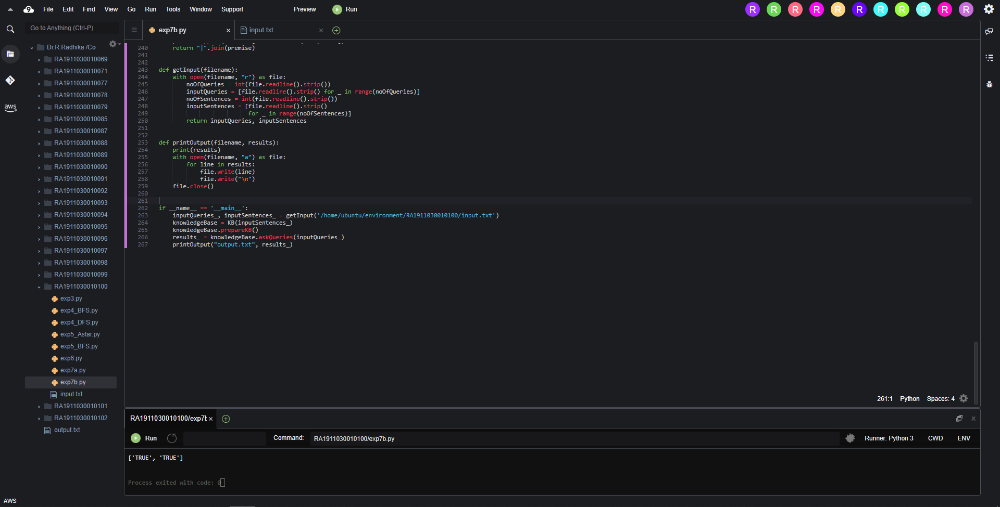 File Edit Find View Go Run Tools Window Support Preview Run
R R R R R R R R R R R
Go to Anything (Ctrl-P)
aws
Dr.R.Radhika /Co
RA1911030010069
RA1911030010071
RA1911030010077
RA1911030010078
RA1911030010079
RA1911030010085
RA1911030010087
RA1911030010088
RA1911030010089
RA1911030010090
RA1911030010091
RA1911030010092
RA1911030010093
RA1911030010094
RA1911030010095
RA1911030010096
RA1911030010097
RA1911030010098
RA1911030010099
RA1911030010100
exp3.py
exp4_BFS.py
exp4_DFS.py
exp5_Astar.py
exp5_BFS.py
exp6.py
exp7a.py
exp7b.py
input.txt
RA1911030010101
RA1911030010102
output.txt
exp7b.py input.txt
240 return "|".join(premise)
241
242
243 def getInput(filename):
244 with open(filename, "r") as file:
245 noOfQueries = int(file.readline().strip())
246 inputQueries = [file.readline().strip() for _ in range(noOfQueries)]
247 noOfSentences = int(file.readline().strip())
248 inputSentences = [file.readline().strip()
249 for _ in range(noOfSentences)]
250 return inputQueries, inputSentences
251
252
253 def printOutput(filename, results):
254 print(results)
255 with open(filename, "w") as file:
256 for line in results:
257 file.write(line)
258 file.write("\n")
259 file.close()
260
261
262 if __name__ == '__main__':
263 inputQueries_, inputSentences_ = getInput('/home/ubuntu/environment/RA1911030010100/input.txt')
264 knowledgeBase = KB(inputSentences_)
265 knowledgeBase.prepareKB()
266 results_ = knowledgeBase.askQueries(inputQueries_)
267 printOutput("output.txt", results_)
261:1 Python Spaces: 4
RA1911030010100/exp7b
Run Command: RA1911030010100/exp7b.py Runner: Python 3 CWD ENV
['TRUE', 'TRUE']
Process exited with code: 0
AWS